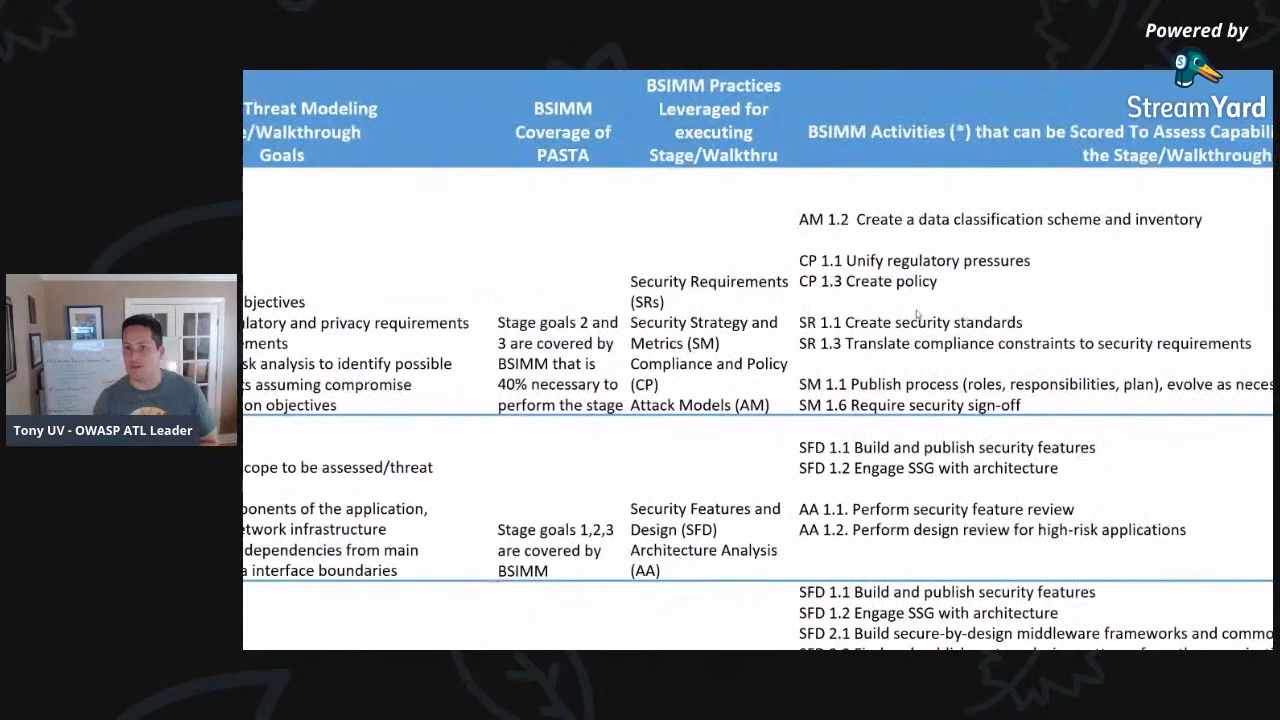 Powered by
StreamYard
Threat Modeling
e/Walkthrough
Goals
BSIMM
Coverage of
PASTA
BSIMM Practices
Leveraged for
executing
Stage/Walkthru
BSIMM Activities (*) that can be Scored To Assess Capabili
the Stage/Walkthrough
bjectives
ulatory and privacy requirements
ements
sk analysis to identify possible
ts assuming compromise
on objectives
Stage goals 2 and
3 are covered by
BSIMM that is
40% necessary to
perform the stage
Security Requirements
(SRs)
Security Strategy and
Metrics (SM)
Compliance and Policy
(CP)
Attack Models (AM)
AM 1.2  Create a data classification scheme and inventory
CP 1.1 Unify regulatory pressures
CP 1.3 Create policy
SR 1.1 Create security standards
SR 1.3 Translate compliance constraints to security requirements
SM 1.1 Publish process (roles, responsibilities, plan), evolve as neces
SM 1.6 Require security sign-off
cope to be assessed/threat
ponents of the application,
etwork infrastructure
dependencies from main
a interface boundaries
Stage goals 1,2,3
are covered by
BSIMM
Security Features and
Design (SFD)
Architecture Analysis
(AA)
SFD 1.1 Build and publish security features
SFD 1.2 Engage SSG with architecture
AA 1.1. Perform security feature review
AA 1.2. Perform design review for high-risk applications
SFD 1.1 Build and publish security features
SFD 1.2 Engage SSG with architecture
SFD 2.1 Build secure-by-design middleware frameworks and commo
Tony UV - OWASP ATL Leader